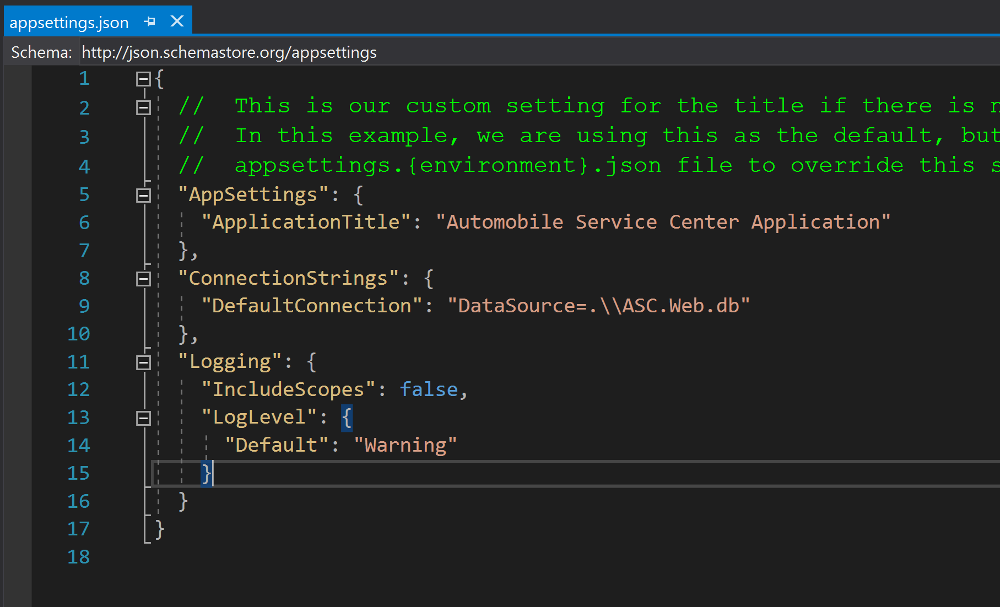 appsettings.json
Schema: http://json.schemastore.org/appsettings
1 {
2 // This is our custom setting for the title if there is
3 // In this example, we are using this as the default, but
4 // appsettings.{environment}.json file to override this
5 "AppSettings": {
6 "ApplicationTitle": "Automobile Service Center Application"
7 },
8 "ConnectionStrings": {
9 "DefaultConnection": "DataSource=.\\ASC.Web.db"
10 },
11 "Logging": {
12 "IncludeScopes": false,
13 "LogLevel": {
14 "Default": "Warning"
15 }
16 }
17 }
18